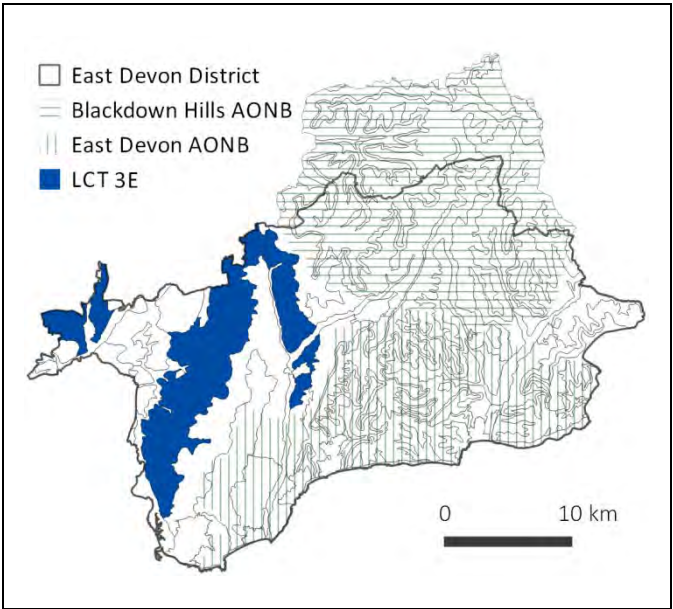 East Devon District
Blackdown Hills AONB
East Devon AONB
LCT 3E
0 10 km